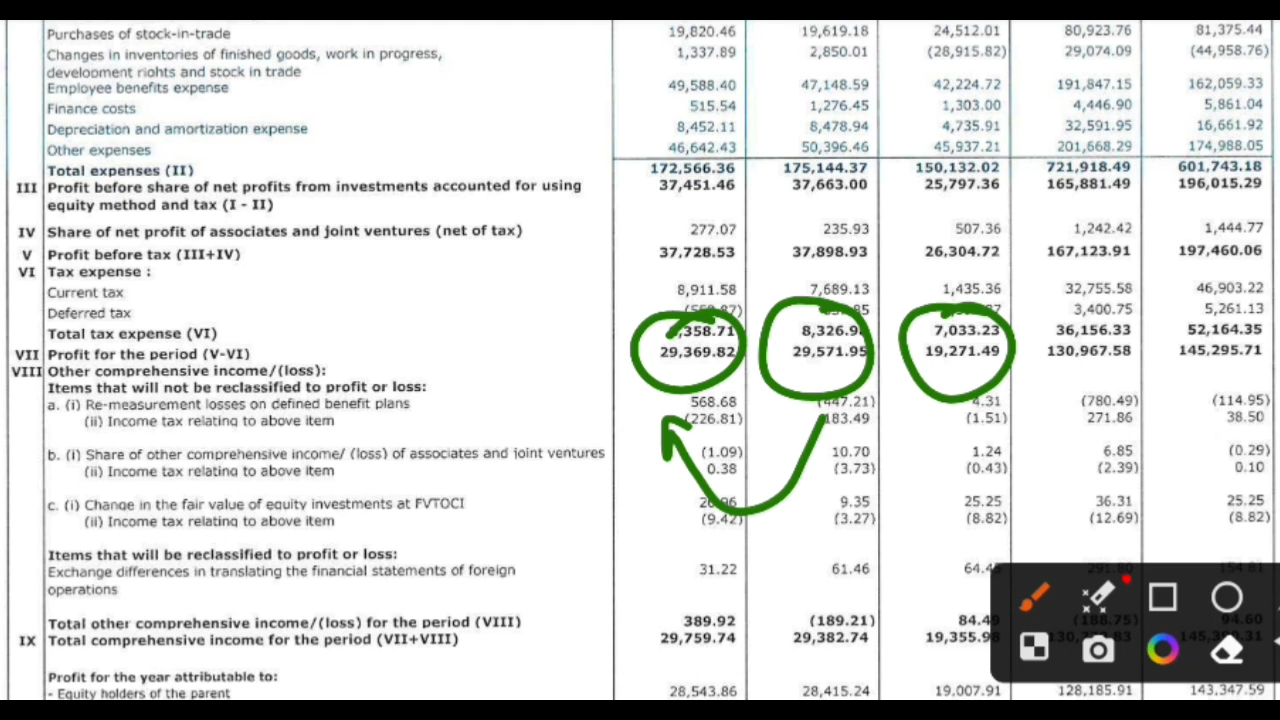 Purchases of stock-in-trade 19,820.46 19,619.18 24,512.01 80,923.76 81,375.44
Changes in inventories of finished goods, work in progress, 1,337.89 2,850.01 (28,915.82) 29,074.09 (44,958.76)
development rights and stock in trade
Employee benefits expense 49,588.40 47,148.59 42,224.72 191,847.15 162,059.33
Finance costs 515.54 1,276.45 1,303.00 4,446.90 5,861.04
Depreciation and amortization expense 8,452.11 8,478.94 4,735.91 32,591.95 16,661.92
Other expenses 46,642.43 50,396.46 45,937.21 201,668.29 174,988.05
Total expenses (II) 172,566.36 175,144.37 150,132.02 721,918.49 601,743.18
III Profit before share of net profits from investments accounted for using 37,451.46 37,663.00 25,797.36 165,881.49 196,015.29
equity method and tax (I - II)
IV Share of net profit of associates and joint ventures (net of tax) 277.07 235.93 507.36 1,242.42 1,444.77
V Profit before tax (III+IV) 37,728.53 37,898.93 26,304.72 167,123.91 197,460.06
VI Tax expense :
Current tax 8,911.58 7,689.13 1,435.36 32,755.58 46,903.22
Deferred tax 3,400.75 5,261.13
Total tax expense (VI) 7,033.23 36,156.33 52,164.35
VII Profit for the period (V-VI) 29,369.82 29,571.95 19,271.49 130,967.58 145,295.71
VIII Other comprehensive income/(loss):
Items that will not be reclassified to profit or loss:
a. (i) Re-measurement losses on defined benefit plans 568.68 (447.21) 4.31 (780.49) (114.95)
(ii) Income tax relating to above item (226.81) 183.49 (1.51) 271.86 38.50
b. (i) Share of other comprehensive income/ (loss) of associates and joint ventures (1.09) 10.70 1.24 6.85 (0.29)
(ii) Income tax relating to above item 0.38 (3.73) (0.43) (2.39) 0.10
c. (i) Change in the fair value of equity investments at FVTOCI 9.35 25.25 36.31 25.25
(ii) Income tax relating to above item (9.42) (3.27) (8.82) (12.69) (8.82)
Items that will be reclassified to profit or loss:
Exchange differences in translating the financial statements of foreign 31.22 61.46
operations
Total other comprehensive income/(loss) for the period (VIII) 389.92 (189.21) 84.49 (188.75) 94.60
IX Total comprehensive income for the period (VII+VIII) 29,759.74 29,382.74 19,355.98
Profit for the year attributable to:
- Equity holders of the parent 28,543.86 28,415.24 19,007.91 128,185.91 143,347.59